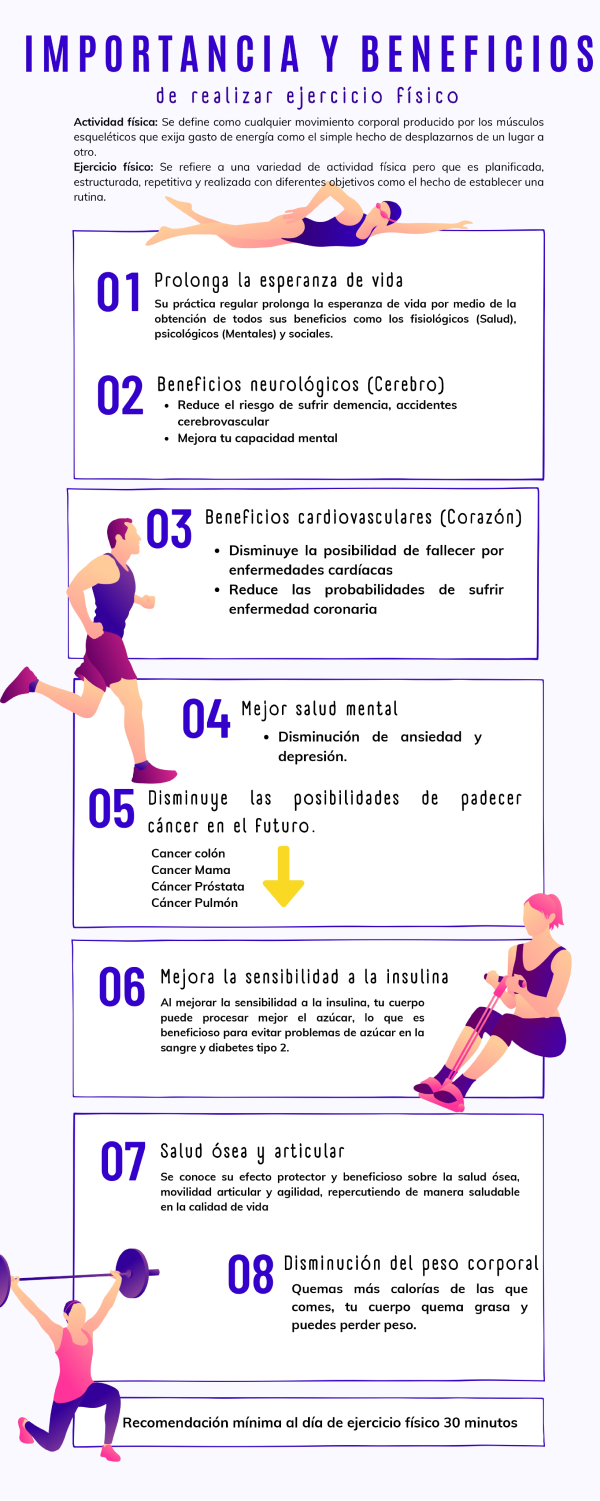 IMPORTANCIA Y BENEFICIOS
de realizar ejercicio físico
Actividad física: Se define como cualquier movimiento corporal producido por los músculos
esqueléticos que exija gasto de energía como el simple hecho de desplazarnos de un lugar a
otro.
Ejercicio físico: Se refiere a una variedad de actividad física pero que es planificada,
estructurada, repetitiva y realizada con diferentes objetivos como el hecho de establecer una
rutina.
01 Prolonga la esperanza de vida
Su práctica regular prolonga la esperanza de vida por medio de la
obtención de todos sus beneficios como los fisiológicos (Salud),
psicológicos (Mentales) y sociales.
02 Beneficios neurológicos (Cerebro)
• Reduce el riesgo de sufrir demencia, accidentes
cerebrovascular
• Mejora tu capacidad mental
03 Beneficios cardiovasculares (Corazón)
• Disminuye la posibilidad de fallecer por
enfermedades cardíacas
• Reduce las probabilidades de sufrir
enfermedad coronaria
04 Mejor salud mental
• Disminución de ansiedad y
depresión.
05 Disminuye las posibilidades de padecer
cáncer en el futuro.
Cancer colón
Cancer Mama
Cáncer Próstata
Cáncer Pulmón
06 Mejora la sensibilidad a la insulina
Al mejorar la sensibilidad a la insulina, tu cuerpo
puede procesar mejor el azúcar, lo que es
beneficioso para evitar problemas de azúcar en la
sangre y diabetes tipo 2.
07 Salud ósea y articular
Se conoce su efecto protector y beneficioso sobre la salud ósea,
movilidad articular y agilidad, repercutiendo de manera saludable
en la calidad de vida
08 Disminución del peso corporal
Quemas más calorías de las que
comes, tu cuerpo quema grasa y
puedes perder peso.
Recomendación mínima al día de ejercicio físico 30 minutos